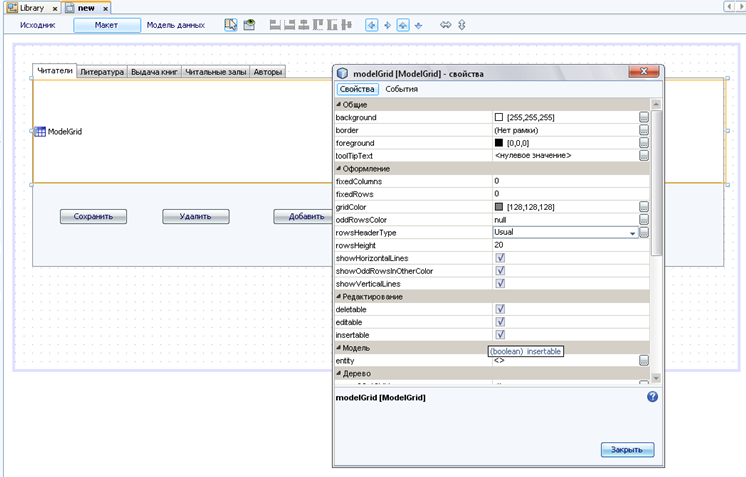 Library new
Исходник Макет Модель данных
Читатели Литература Выдача книг Читальные залы Авторы
ModelGrid
Сохранить Удалить Добавить
modelGrid [ModelGrid] - свойства
Свойства События
Общие
background [255,255,255]
border (Нет рамки)
foreground [0,0,0]
toolTipText <нулевое значение>
Оформление
fixedColumns 0
fixedRows 0
gridColor [128,128,128]
oddRowsColor null
rowsHeaderType Usual
rowsHeight 20
showHorizontalLines
showOddRowsInOtherColor
showVerticalLines
Редактирование
deletable
editable
insertable
Модель
(boolean) insertable
entity <>
Дерево
modelGrid [ModelGrid]
Закрыть